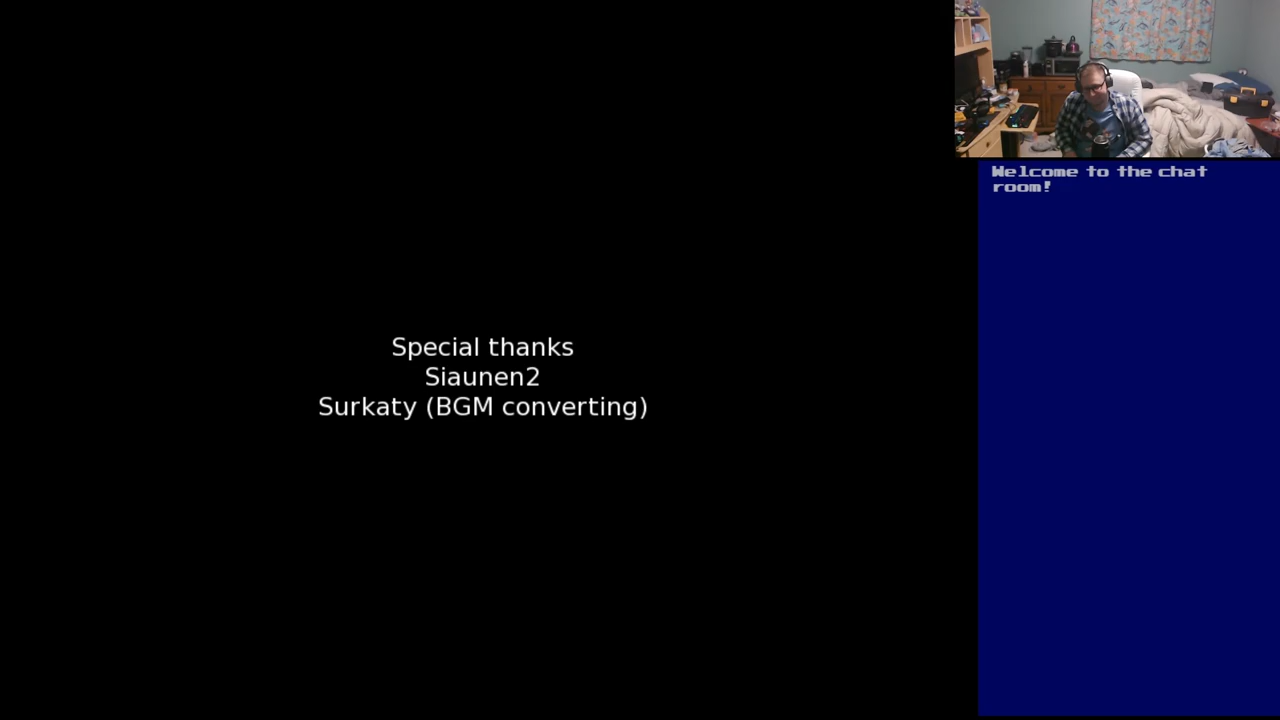 Special thanks
Siaunen2
Surkaty (BGM converting)
Welcome to the chat
room!